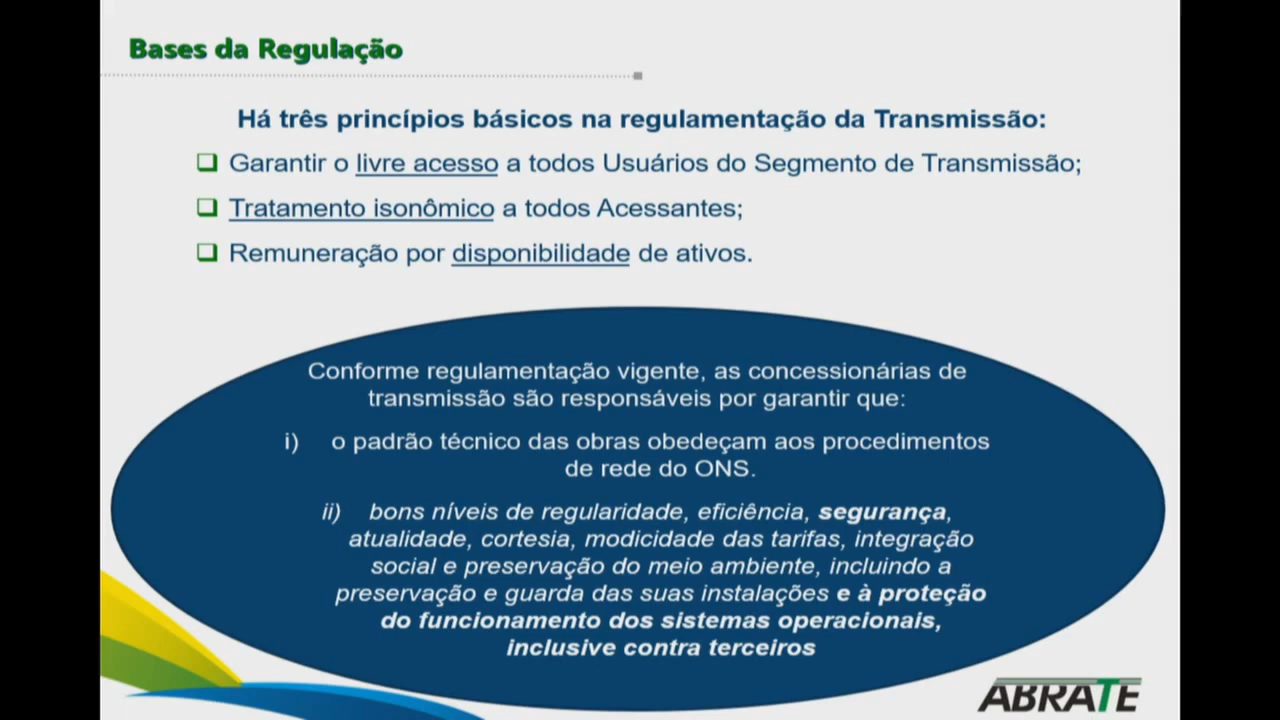 Bases da Regulação
Há três princípios básicos na regulamentação da Transmissão:
Garantir o livre acesso a todos Usuários do Segmento de Transmissão;
Tratamento isonômico a todos Acessantes;
Remuneração por disponibilidade de ativos.
Conforme regulamentação vigente, as concessionárias de
transmissão são responsáveis por garantir que:
i) o padrão técnico das obras obedeçam aos procedimentos
de rede do ONS.
ii) bons níveis de regularidade, eficiência, segurança,
atualidade, cortesia, modicidade das tarifas, integração
social e preservação do meio ambiente, incluindo a
preservação e guarda das suas instalações e à proteção
do funcionamento dos sistemas operacionais,
inclusive contra terceiros
ABRATE